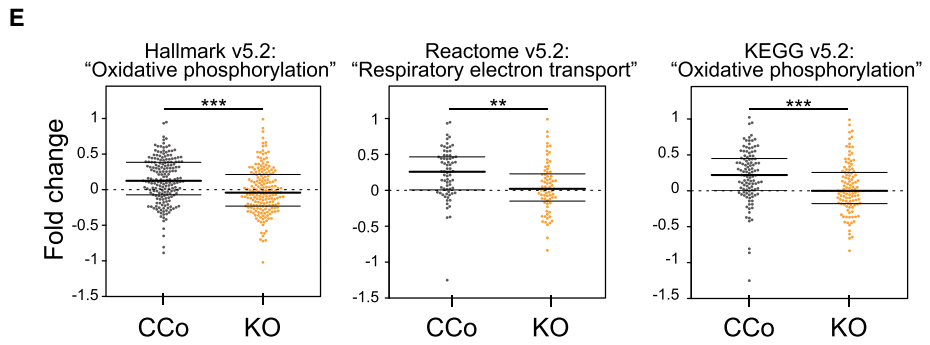 E
Hallmark v5.2:
“Oxidative phosphorylation”
Reactome v5.2:
“Respiratory electron transport”
KEGG v5.2:
“Oxidative phosphorylation”
Fold change
***
1
0.5
0
-0.5
-1
-1.5
CCo KO
**
1
0.5
0
-0.5
-1
-1.5
CCo KO
***
1
0.5
0
-0.5
-1
-1.5
CCo KO